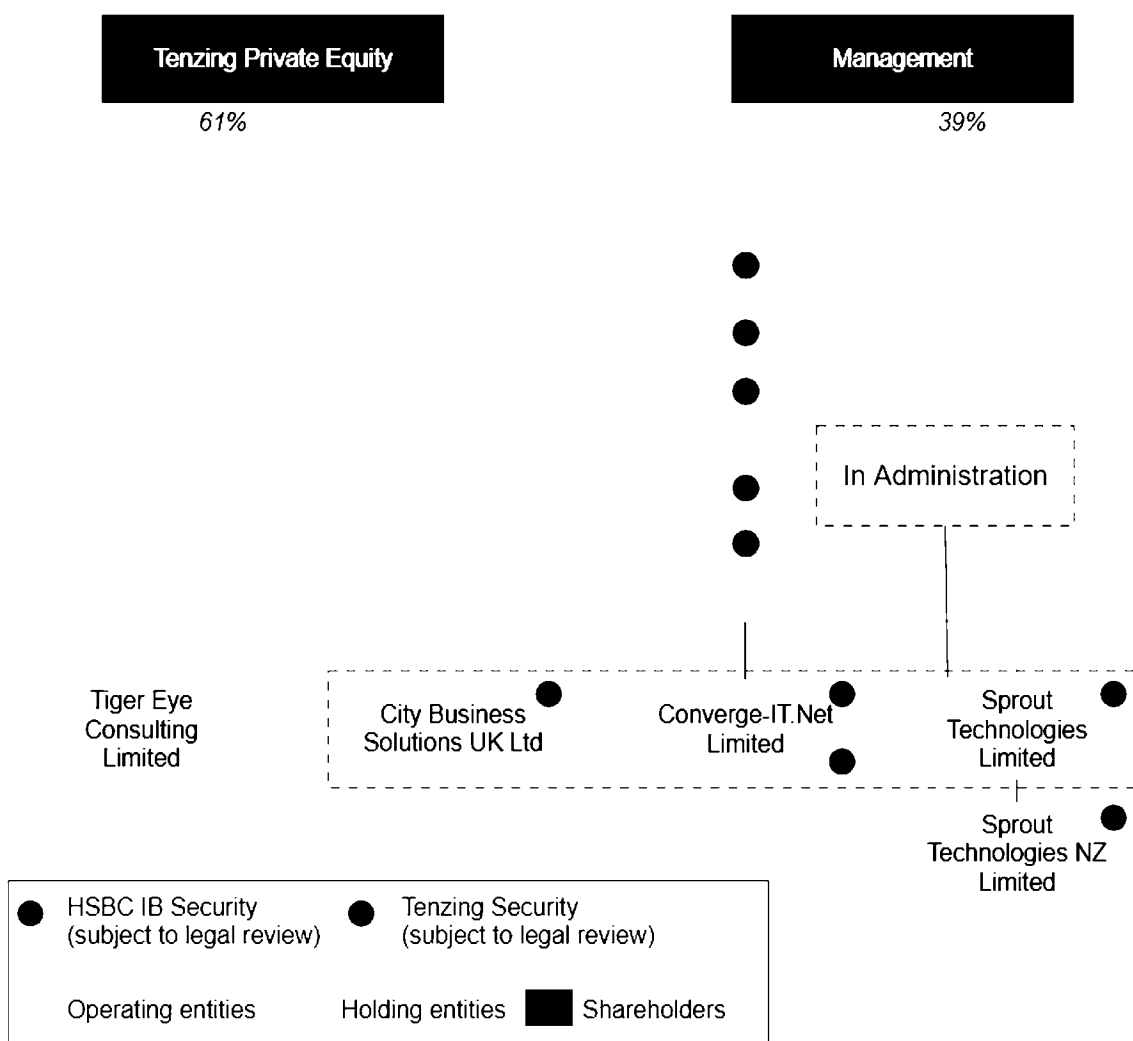 Tenzing Private Equity
Management
61%
39%
In Administration
Tiger Eye
Consulting
Limited
City Business
Solutions UK Ltd
Converge-IT.Net
Limited
Sprout
Technologies
Limited
Sprout
Technologies NZ
Limited
HSBC IB Security
(subject to legal review)
Tenzing Security
(subject to legal review)
Operating entities
Holding entities
Shareholders